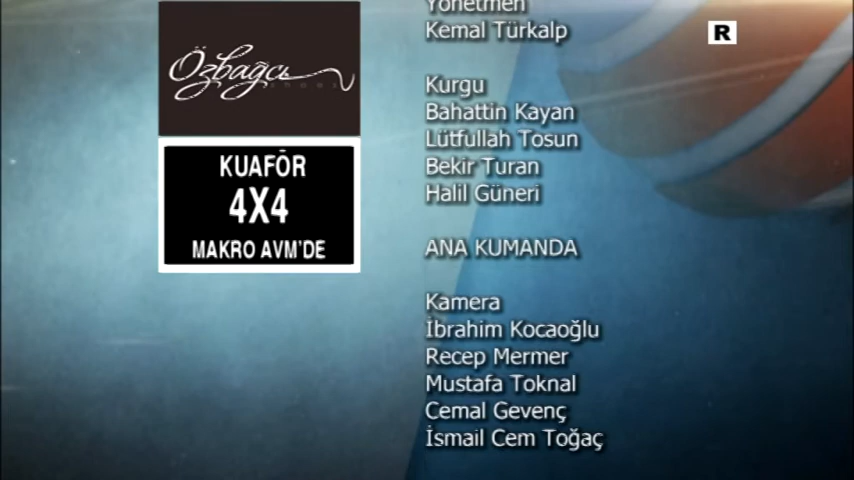 Özbağcı
KUAFÖR
4X4
MAKRO AVM'DE
Yönetmen
Kemal Türkalp
R
Kurgu
Bahattin Kayan
Lütfullah Tosun
Bekir Turan
Halil Güneri
ANA KUMANDA
Kamera
İbrahim Kocaoğlu
Recep Mermer
Mustafa Toknal
Cemal Gevenç
İsmail Cem Toğaç